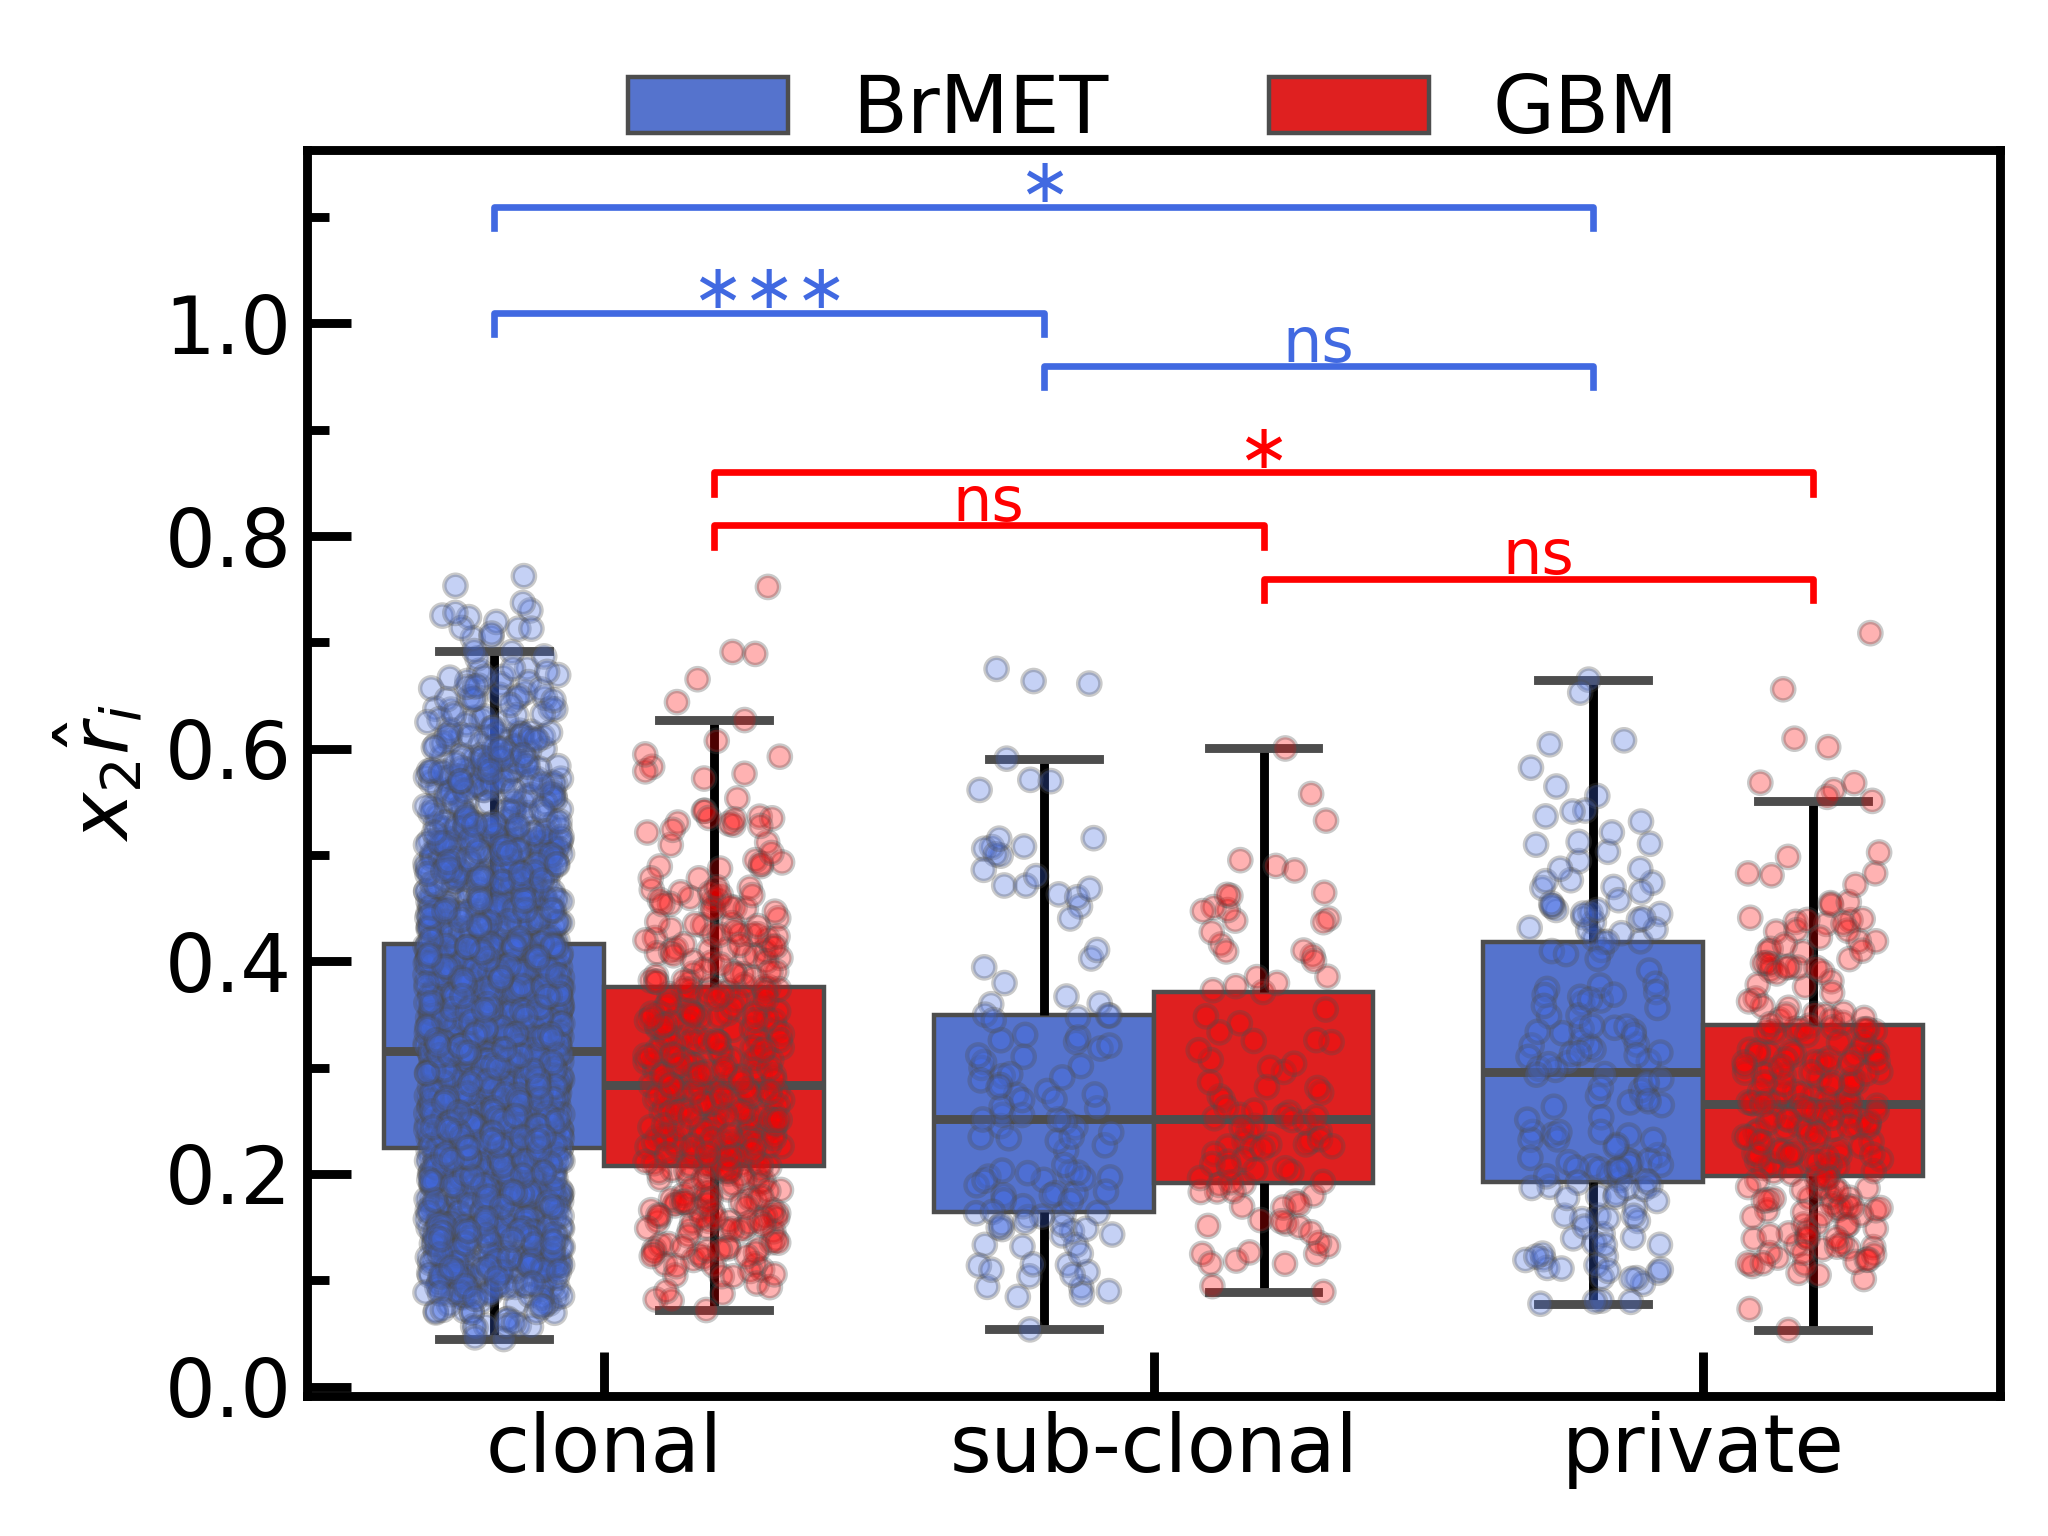 BrMET GBM
*
***
ns
*
ns
ns
1.0
0.8
0.6
0.4
0.2
0.0
x₂r̂ᵢ
clonal sub-clonal private